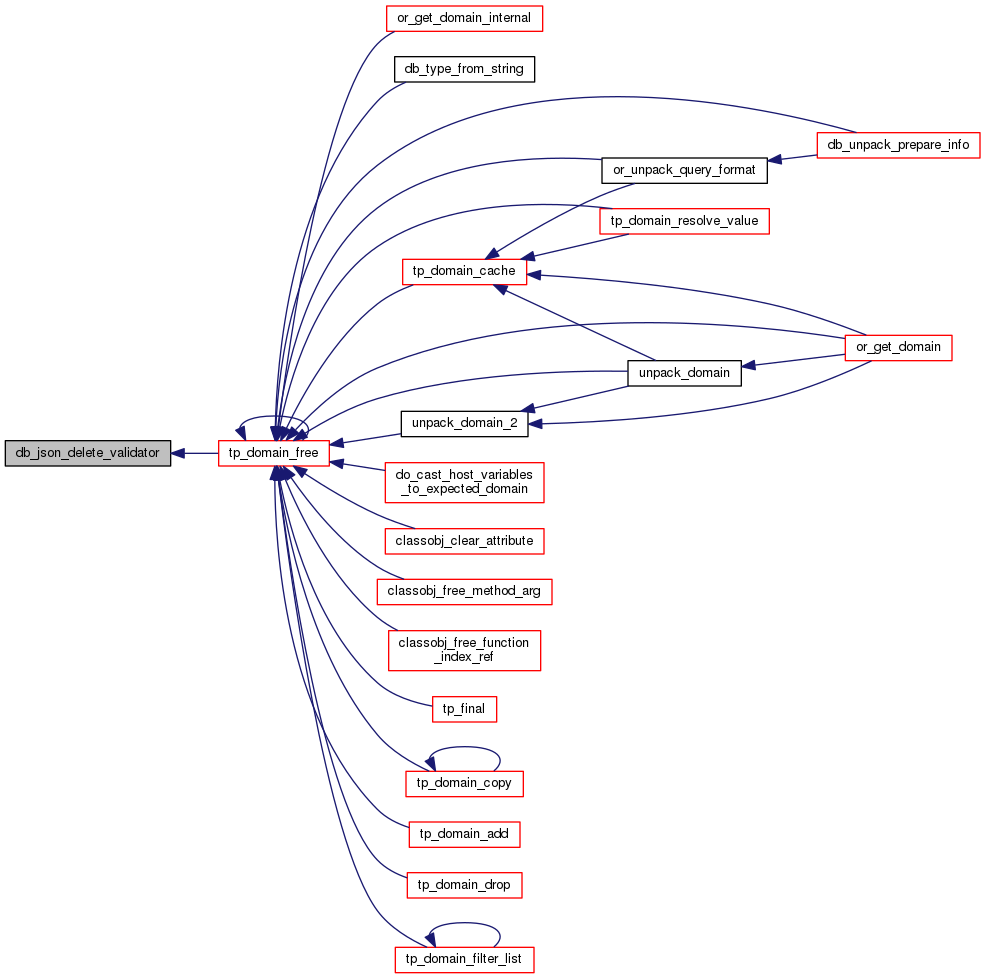 or_get_domain_internal
db_type_from_string
db_unpack_prepare_info
or_unpack_query_format
tp_domain_resolve_value
tp_domain_cache
or_get_domain
unpack_domain
unpack_domain_2
db_json_delete_validator
tp_domain_free
do_cast_host_variables
_to_expected_domain
classobj_clear_attribute
classobj_free_method_arg
classobj_free_function
_index_ref
tp_final
tp_domain_copy
tp_domain_add
tp_domain_drop
tp_domain_filter_list